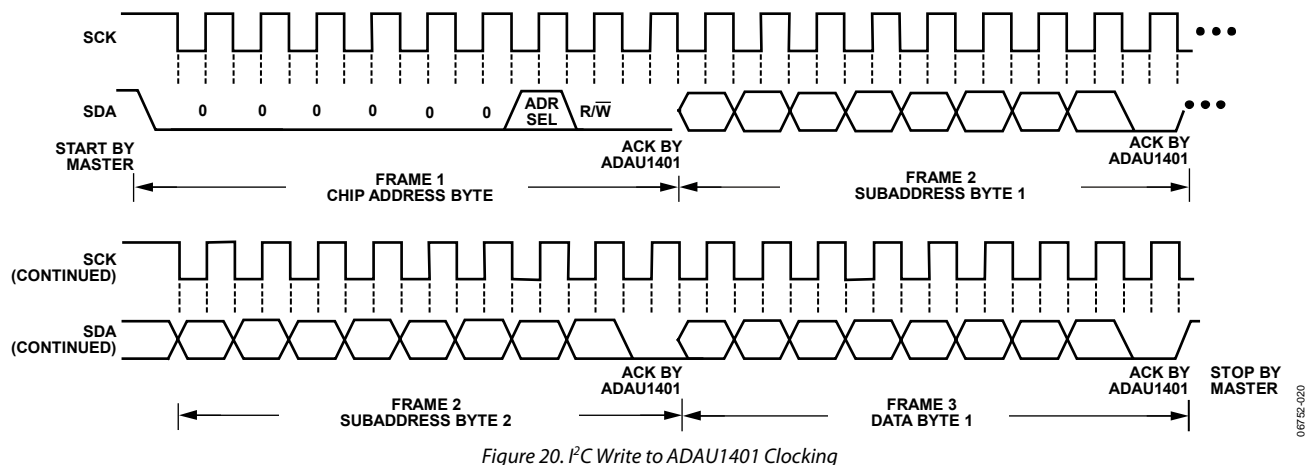 SCK
SDA
0 0 0 0 0 0 ADR SEL R/W̅
START BY MASTER
ACK BY ADAU1401
ACK BY ADAU1401
FRAME 1
CHIP ADDRESS BYTE
FRAME 2
SUBADDRESS BYTE 1
SCK
(CONTINUED)
SDA
(CONTINUED)
ACK BY ADAU1401
ACK BY ADAU1401
STOP BY MASTER
FRAME 2
SUBADDRESS BYTE 2
FRAME 3
DATA BYTE 1
06752-020
Figure 20. I²C Write to ADAU1401 Clocking